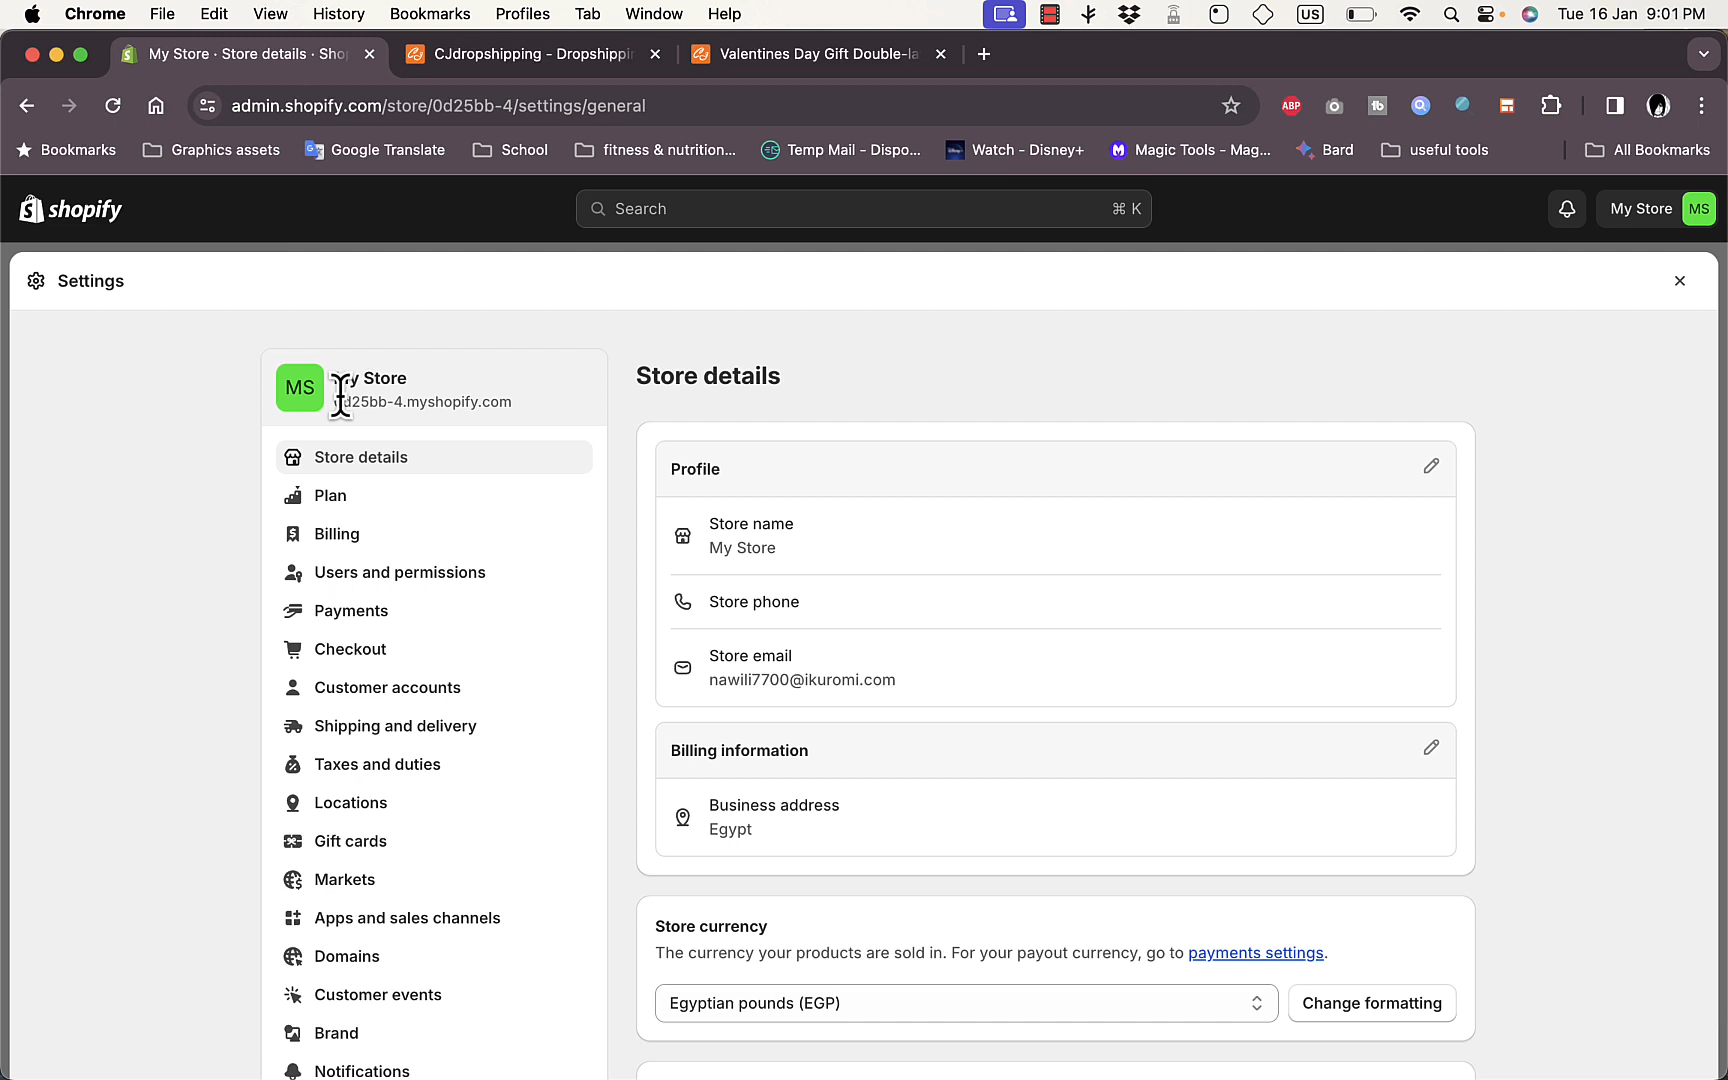 Chrome File Edit View History Bookmarks Profiles Tab Window Help US Tue 16 Jan 9:01 PM
My Store · Store details · Sho CJdropshipping - Dropshippin Valentines Day Gift Double-la
admin.shopify.com/store/0d25bb-4/settings/general ABP tb
Bookmarks Graphics assets Google Translate School fitness & nutrition... Temp Mail - Dispo... Watch - Disney+ Magic Tools - Mag... Bard useful tools All Bookmarks
shopify Search ⌘ K My Store MS
Settings
MS My Store
0d25bb-4.myshopify.com
Store details
Plan
Billing
Users and permissions
Payments
Checkout
Customer accounts
Shipping and delivery
Taxes and duties
Locations
Gift cards
Markets
Apps and sales channels
Domains
Customer events
Brand
Notifications
Store details
Profile
Store name
My Store
Store phone
Store email
nawili7700@ikuromi.com
Billing information
Business address
Egypt
Store currency
The currency your products are sold in. For your payout currency, go to payments settings.
Egyptian pounds (EGP) Change formatting